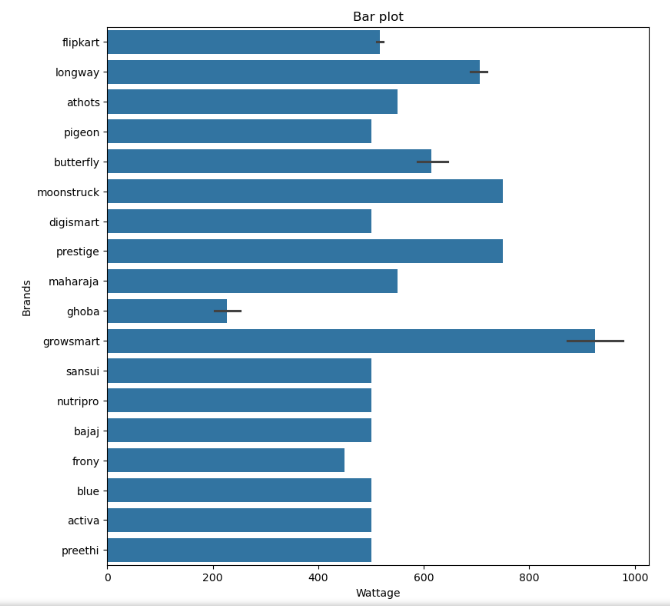 Bar plot
flipkart
longway
athots
pigeon
butterfly
moonstruck
digismart
prestige
maharaja
ghoba
growsmart
sansui
nutripro
bajaj
frony
blue
activa
preethi
Brands
0 200 400 600 800 1000
Wattage